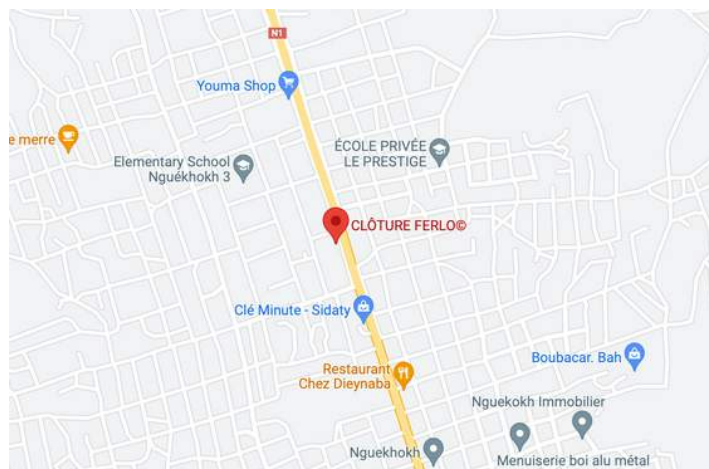 N1
Youma Shop
e merre
ÉCOLE PRIVÉE
LE PRESTIGE
Elementary School
Nguékhokh 3
CLÔTURE FERLO©
Clé Minute - Sidaty
Boubacar. Bah
Restaurant
Chez Dieynaba
Nguekokh Immobilier
Nguekhokh
Menuiserie boi alu métal